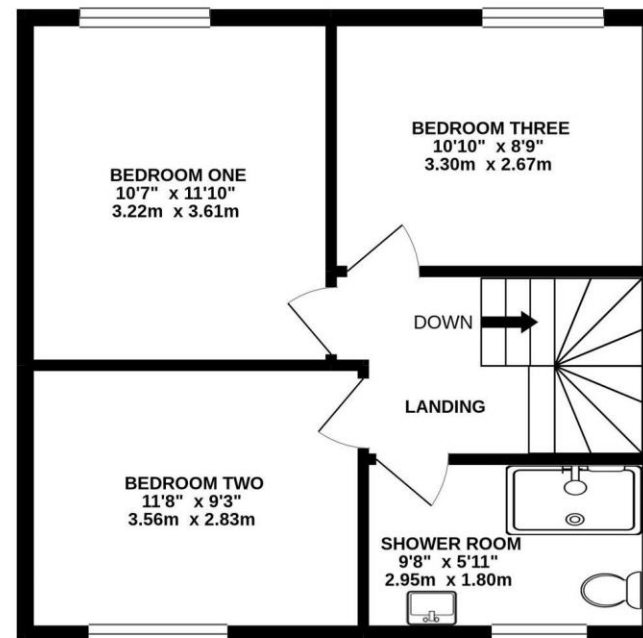 BEDROOM ONE
10'7" x 11'10"
3.22m x 3.61m
BEDROOM THREE
10'10" x 8'9"
3.30m x 2.67m
DOWN
LANDING
BEDROOM TWO
11'8" x 9'3"
3.56m x 2.83m
SHOWER ROOM
9'8" x 5'11"
2.95m x 1.80m